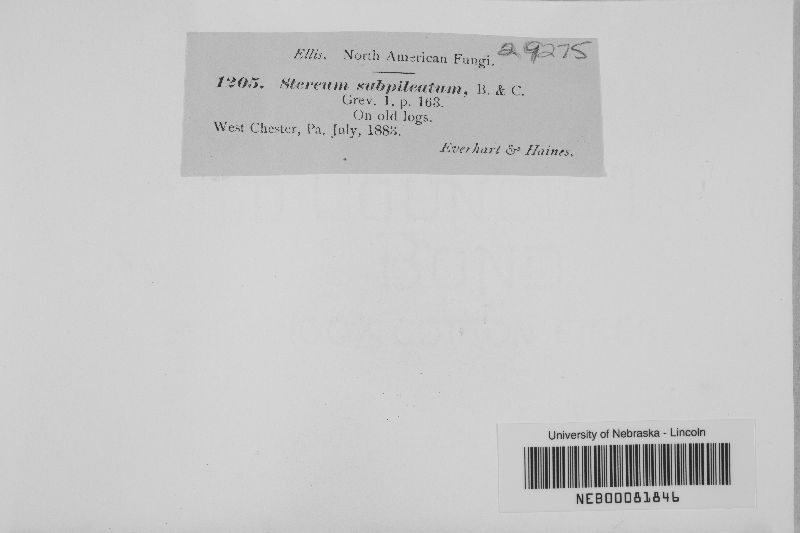 Ellis. North American Fungi. 29275
1205. Stereum subpileatum, B. & C.
Grev. 1, p. 163.
On old logs.
West Chester, Pa. July, 1883.
Everhart & Haines.
University of Nebraska - Lincoln
NEB00081846